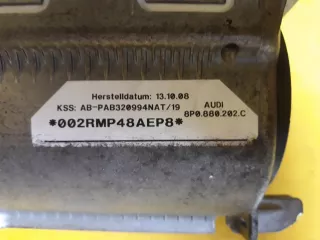 Herstelldatum: 13.10.08
KSS: AB-PAB320994NAT/19
AUDI
8P0.880.202.C
*002RMP48AEP8*